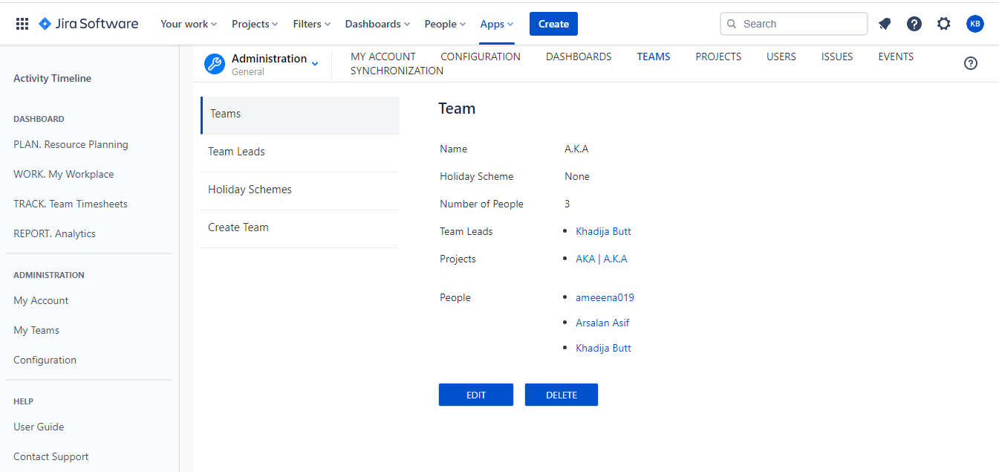 Jira Software Your work Projects Filters Dashboards People Apps Create Search KB
Activity Timeline
DASHBOARD
PLAN. Resource Planning
WORK. My Workplace
TRACK. Team Timesheets
REPORT. Analytics
ADMINISTRATION
My Account
My Teams
Configuration
HELP
User Guide
Contact Support
Administration
General
MY ACCOUNT CONFIGURATION DASHBOARDS TEAMS PROJECTS USERS ISSUES EVENTS
SYNCHRONIZATION
Teams
Team Leads
Holiday Schemes
Create Team
Team
Name A.K.A
Holiday Scheme None
Number of People 3
Team Leads • Khadija Butt
Projects • AKA | A.K.A
People • ameeena019
• Arsalan Asif
• Khadija Butt
EDIT DELETE